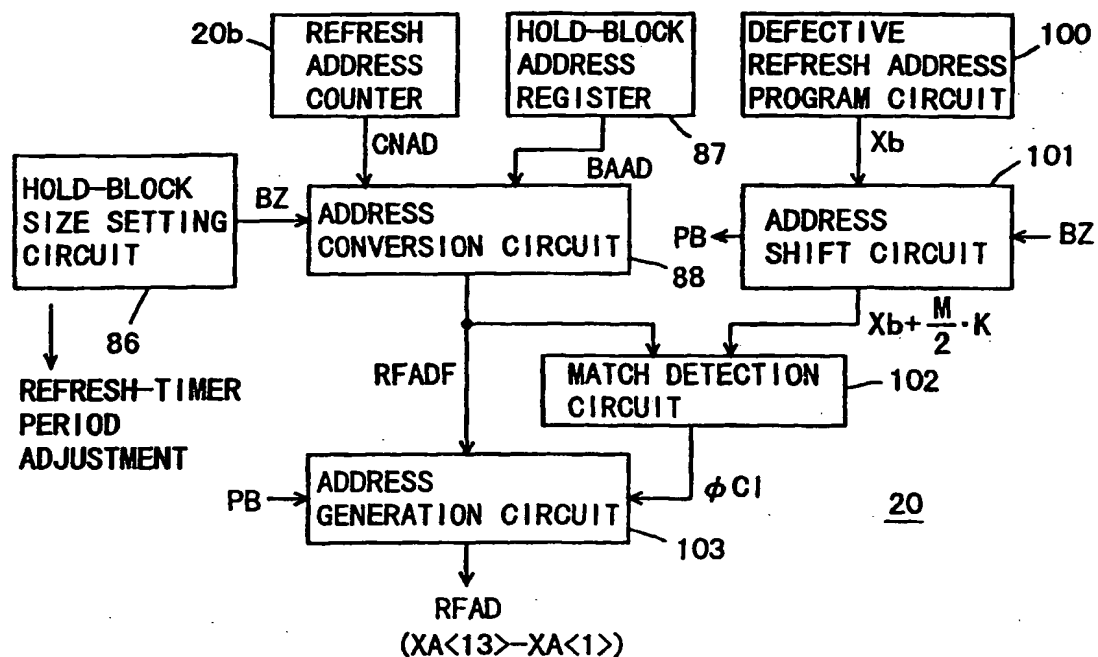 20b
REFRESH
ADDRESS
COUNTER
HOLD-BLOCK
ADDRESS
REGISTER
87
DEFECTIVE
REFRESH ADDRESS
PROGRAM CIRCUIT
100
CNAD
BAAD
Xb
101
HOLD-BLOCK
SIZE SETTING
CIRCUIT
86
BZ
ADDRESS
CONVERSION CIRCUIT
88
PB
ADDRESS
SHIFT CIRCUIT
BZ
Xb+M/2·K
REFRESH-TIMER
PERIOD
ADJUSTMENT
RFADF
MATCH DETECTION
CIRCUIT
102
PB
ADDRESS
GENERATION CIRCUIT
103
φCI
20
RFAD
(XA<13>-XA<1>)